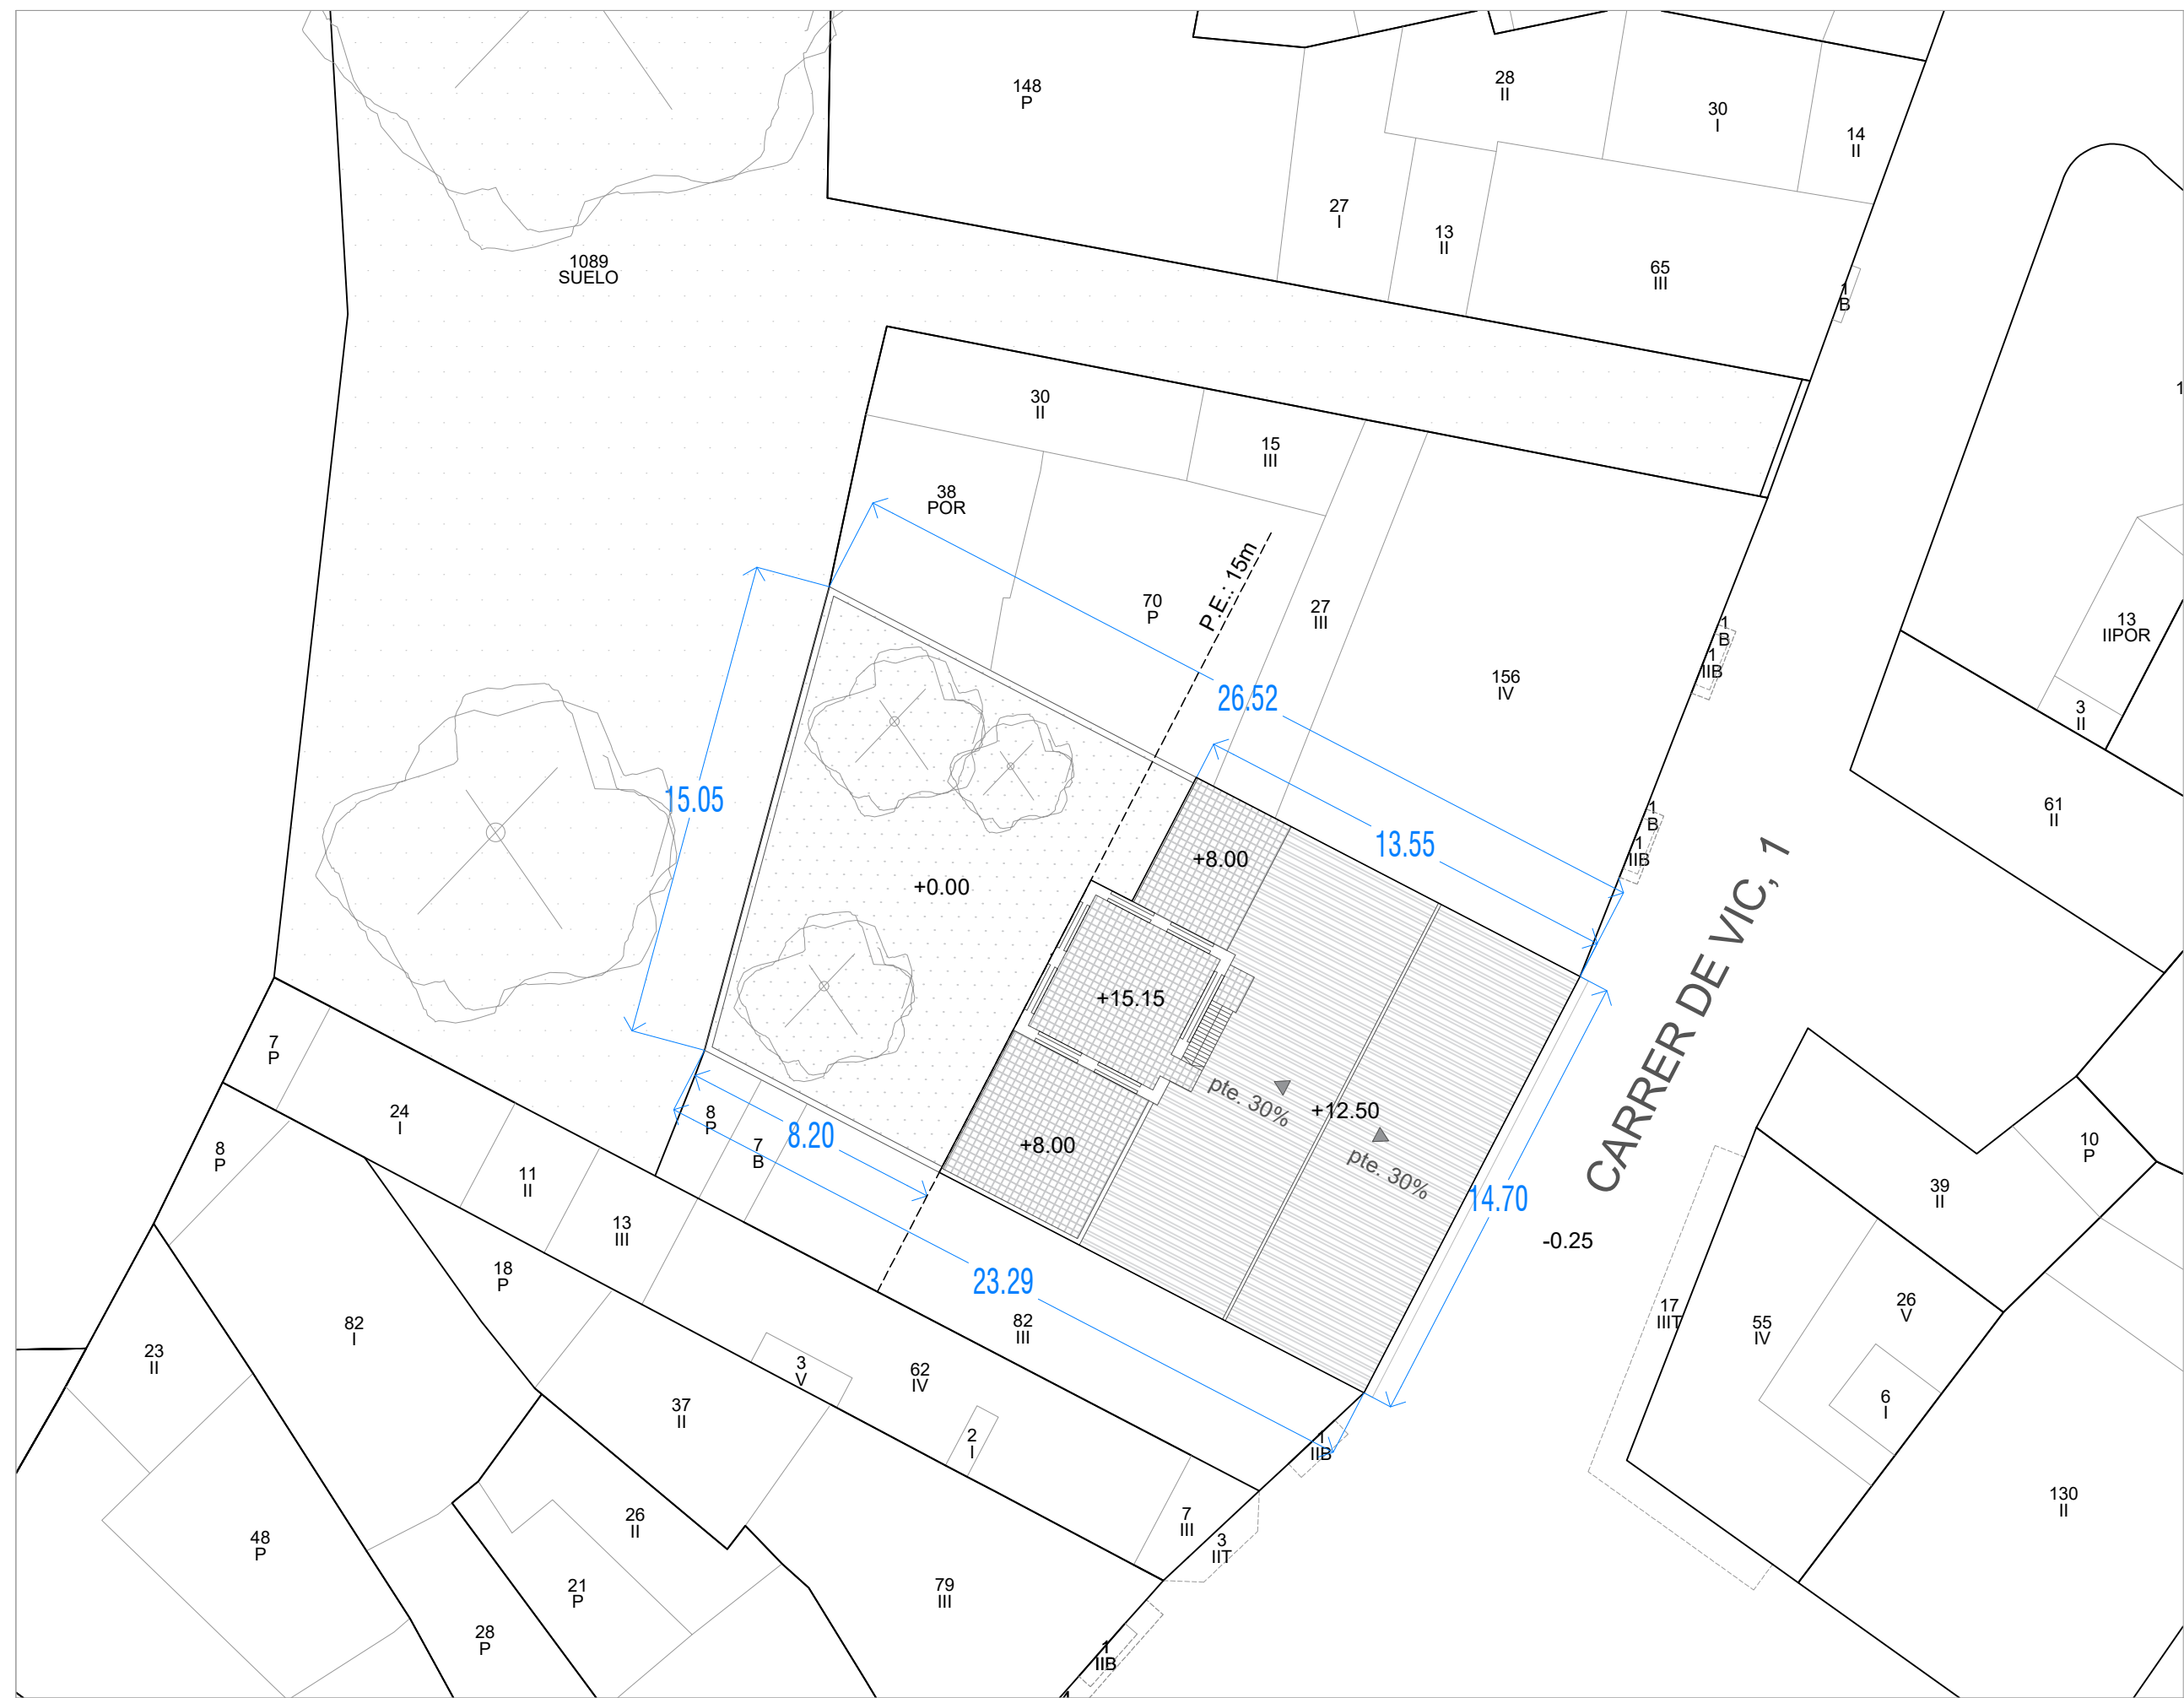 148
P
28
II
30
I
14
II
27
I
13
II
65
III
1
B
1089
SUELO
30
II
15
III
38
POR
70
P
P.E.: 15m
27
III
156
IV
26.52
1
B
1
IIB
13
IIPOR
3
II
61
II
15.05
13.55
+8.00
1
B
1
IIB
CARRER DE VIC, 1
+0.00
+15.15
pte. 30%
+12.50
pte. 30%
+8.00
14.70
-0.25
7
P
24
I
8
P
11
II
13
III
8
P
7
B
8.20
23.29
18
P
82
I
23
II
82
III
62
IV
3
V
37
II
2
I
1
IIB
7
III
3
IIT
26
II
48
P
21
P
28
P
79
III
1
IIB
10
P
39
II
26
V
17
IIIT
55
IV
6
I
130
II